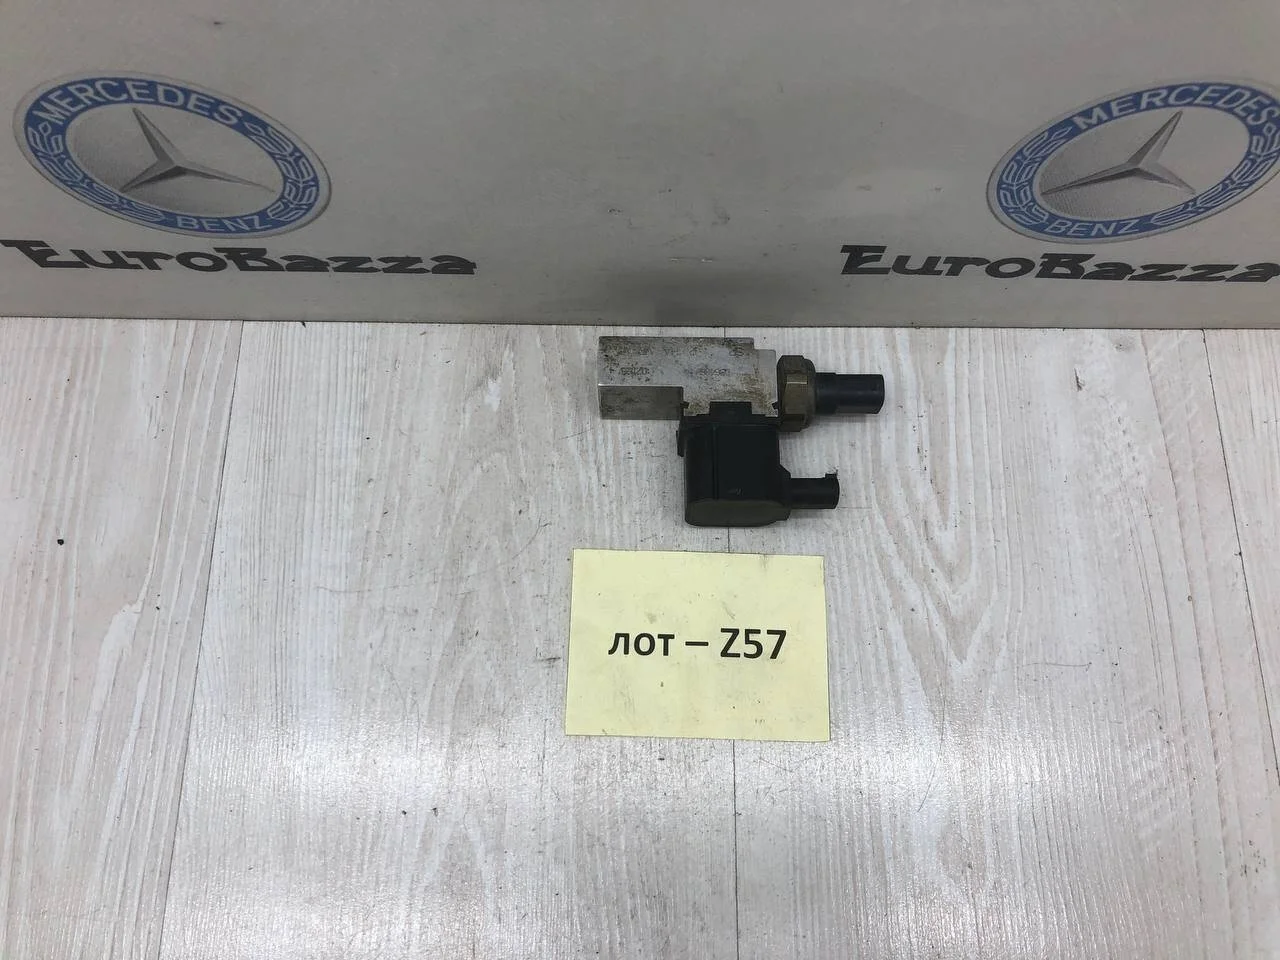 MERCEDES
BENZ
EuroBazza
MERCEDES
BENZ
EuroBazza
лот – Z57